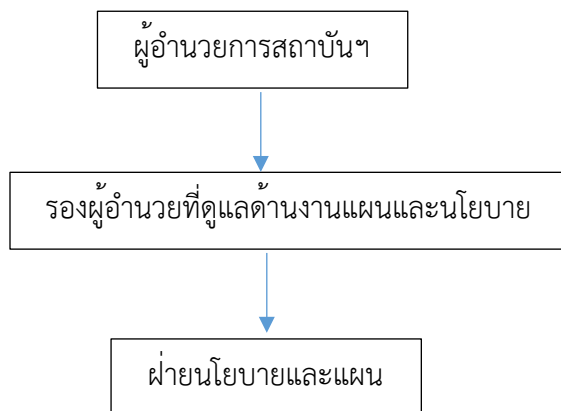 ผู้อำนวยการสถาบันฯ
รองผู้อำนวยที่ดูแลด้านงานแผนและนโยบาย
ฝ่ายนโยบายและแผน